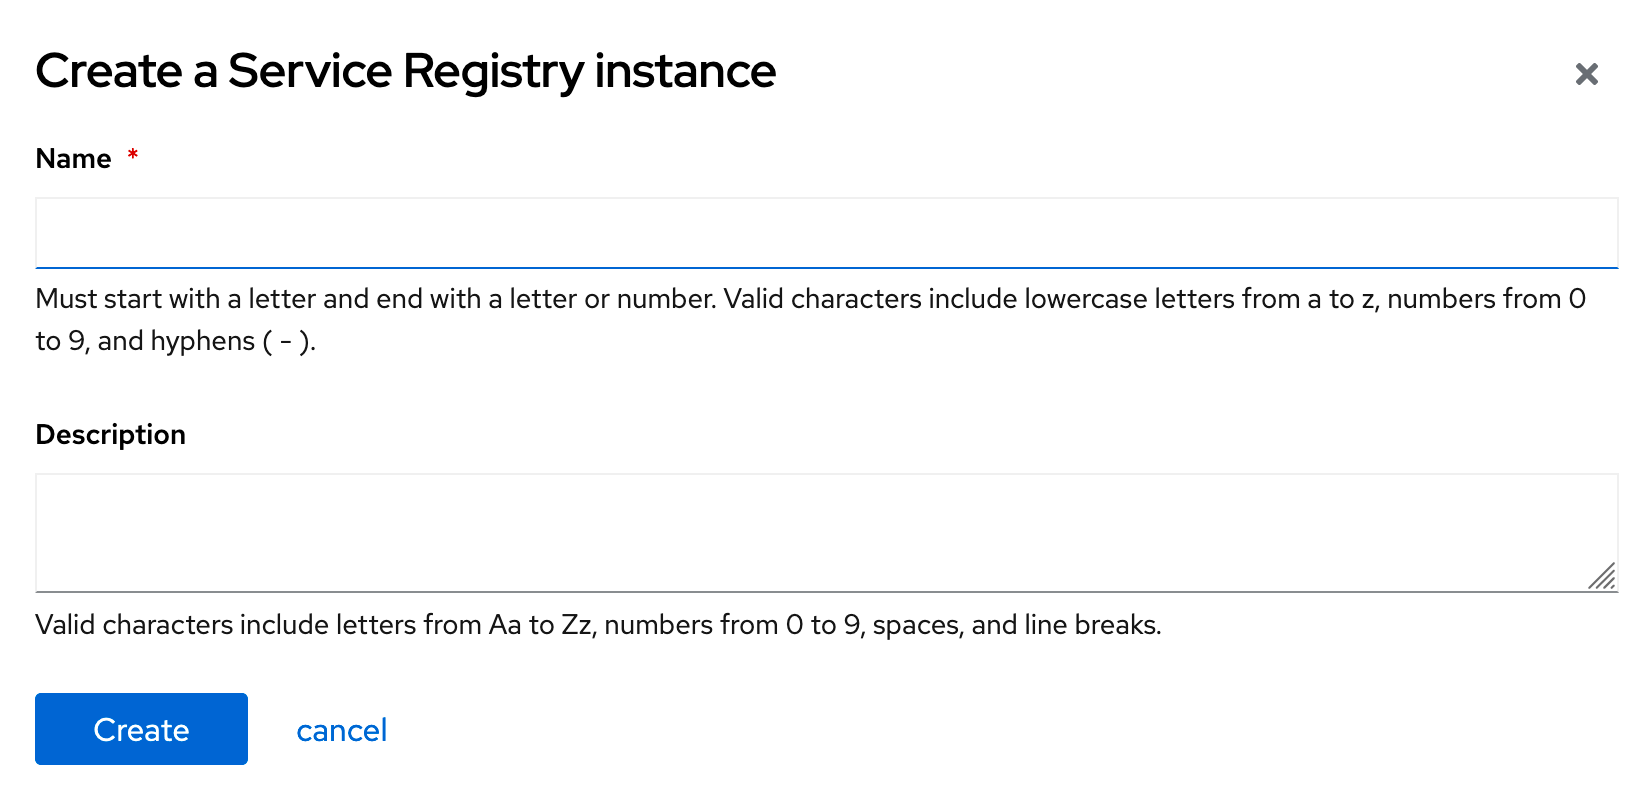 Create a Service Registry instance
Name *
Must start with a letter and end with a letter or number. Valid characters include lowercase letters from a to z, numbers from 0
to 9, and hyphens ( - ).
Description
Valid characters include letters from Aa to Zz, numbers from 0 to 9, spaces, and line breaks.
Create cancel